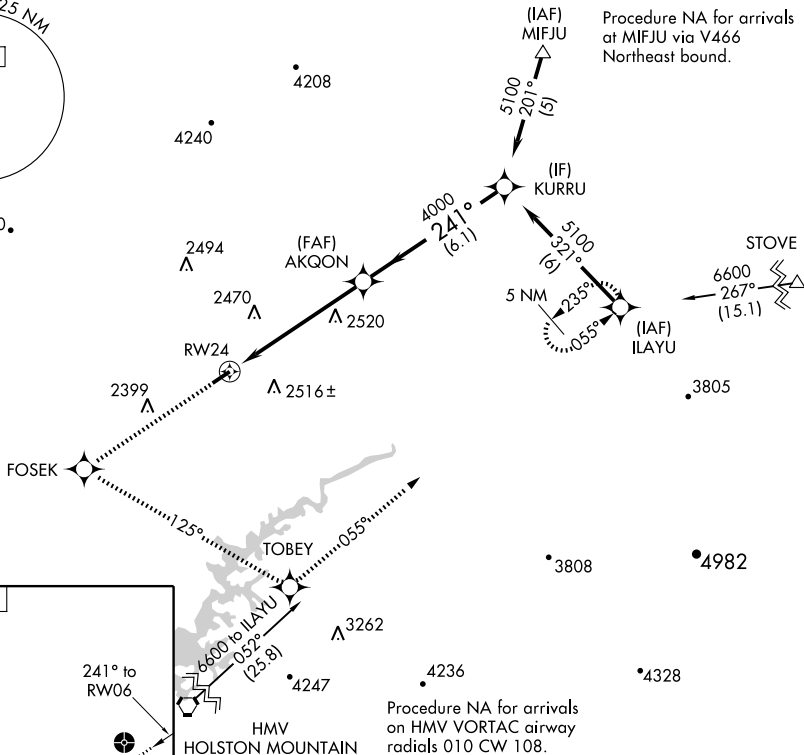 25 NM
(IAF)
MIFJU
Procedure NA for arrivals
at MIFJU via V466
Northeast bound.
4208
5100
201°
(5)
4240
(IF)
KURRU
4000
241°
(6.1)
5100
321°
(6)
STOVE
2494
(FAF)
AKQON
6600
267°
(15.1)
2470
2520
5 NM
235°
055°
(IAF)
ILAYU
RW24
2516±
2399
3805
FOSEK
125°
055°
TOBEY
3808
4982
6600 to ILAYU
052°
(25.8)
3262
241° to
RW06
4247
4236
4328
HMV
HOLSTON MOUNTAIN
Procedure NA for arrivals
on HMV VORTAC airway
radials 010 CW 108.